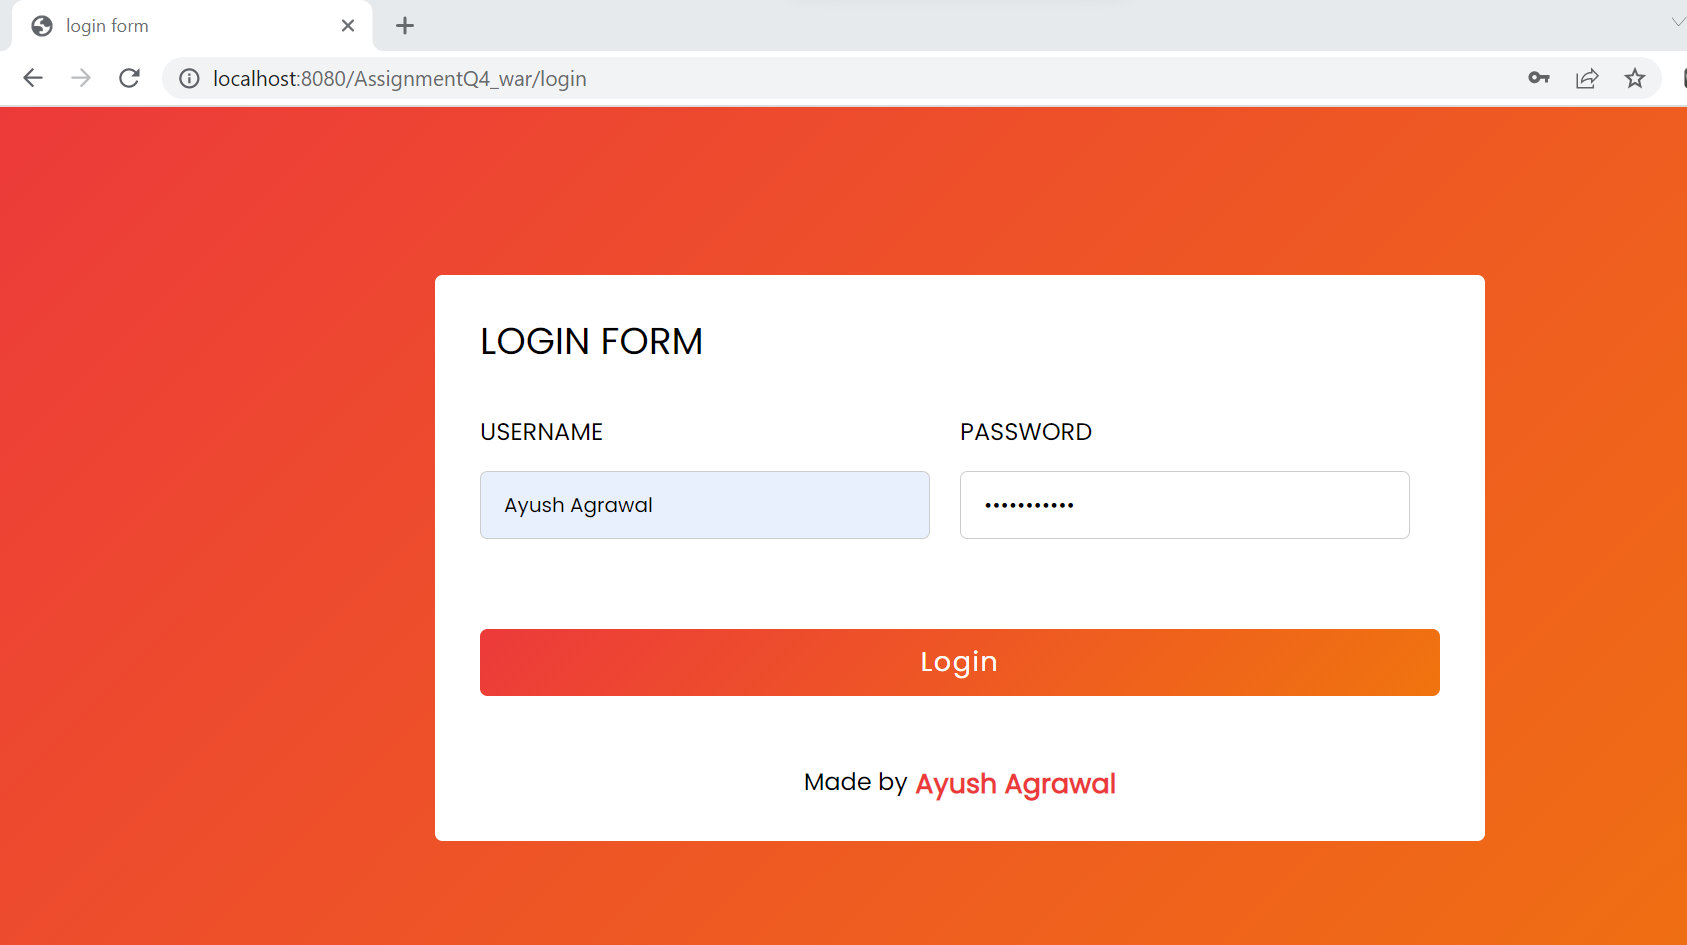 login form
localhost:8080/AssignmentQ4_war/login
LOGIN FORM
USERNAME PASSWORD
Ayush Agrawal •••••••••••
Login
Made by Ayush Agrawal